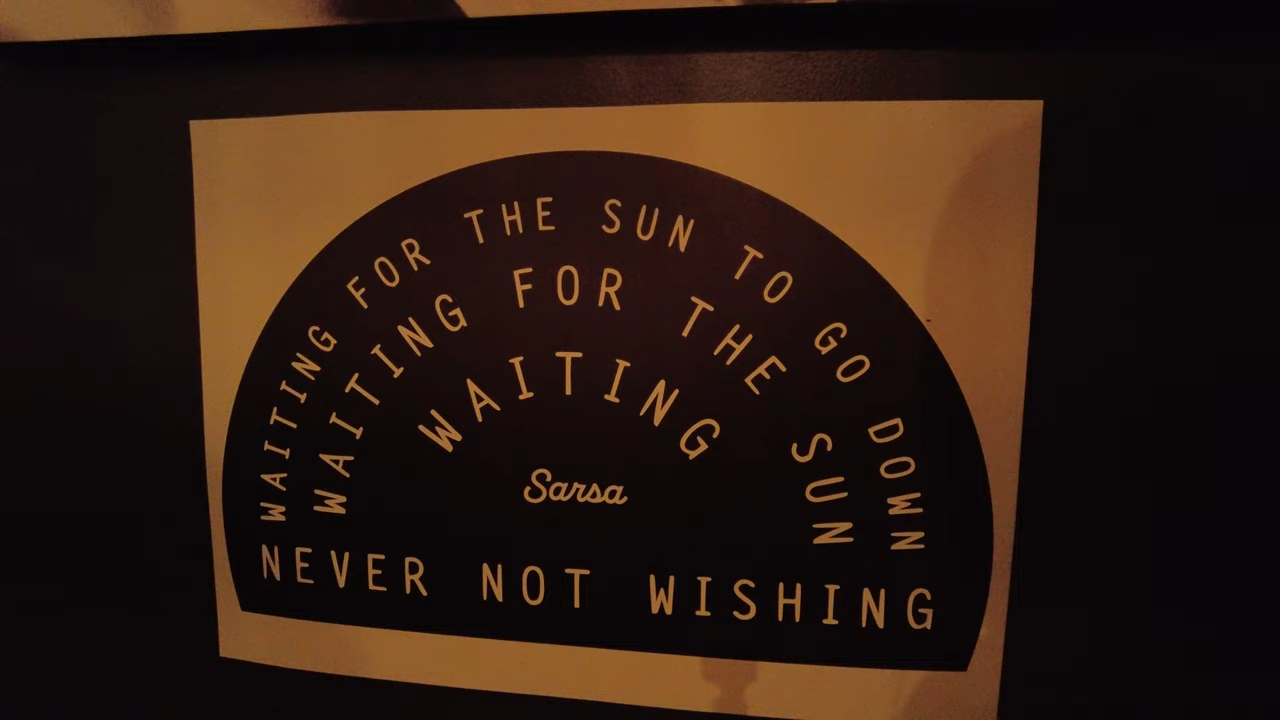 WAITING FOR THE SUN TO GO DOWN
WAITING FOR THE SUN
WAITING
Sarsa
NEVER NOT WISHING